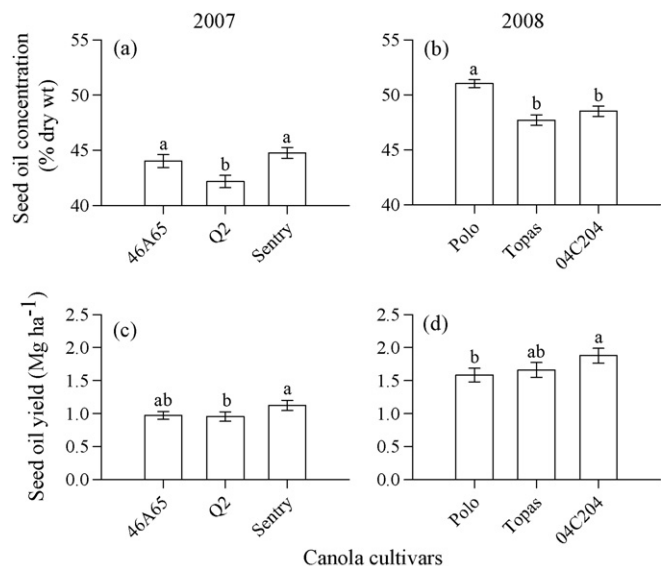 2007
2008
Seed oil concentration
(% dry wt)
(a)
55
50
45
40
a
b
a
46A65
Q2
Sentry
(b)
55
50
45
40
a
b
b
Polo
Topas
04C204
Seed oil yield (Mg ha⁻¹)
(c)
2.5
2.0
1.5
1.0
0.5
0.0
ab
b
a
46A65
Q2
Sentry
(d)
2.5
2.0
1.5
1.0
0.5
0.0
b
ab
a
Polo
Topas
04C204
Canola cultivars